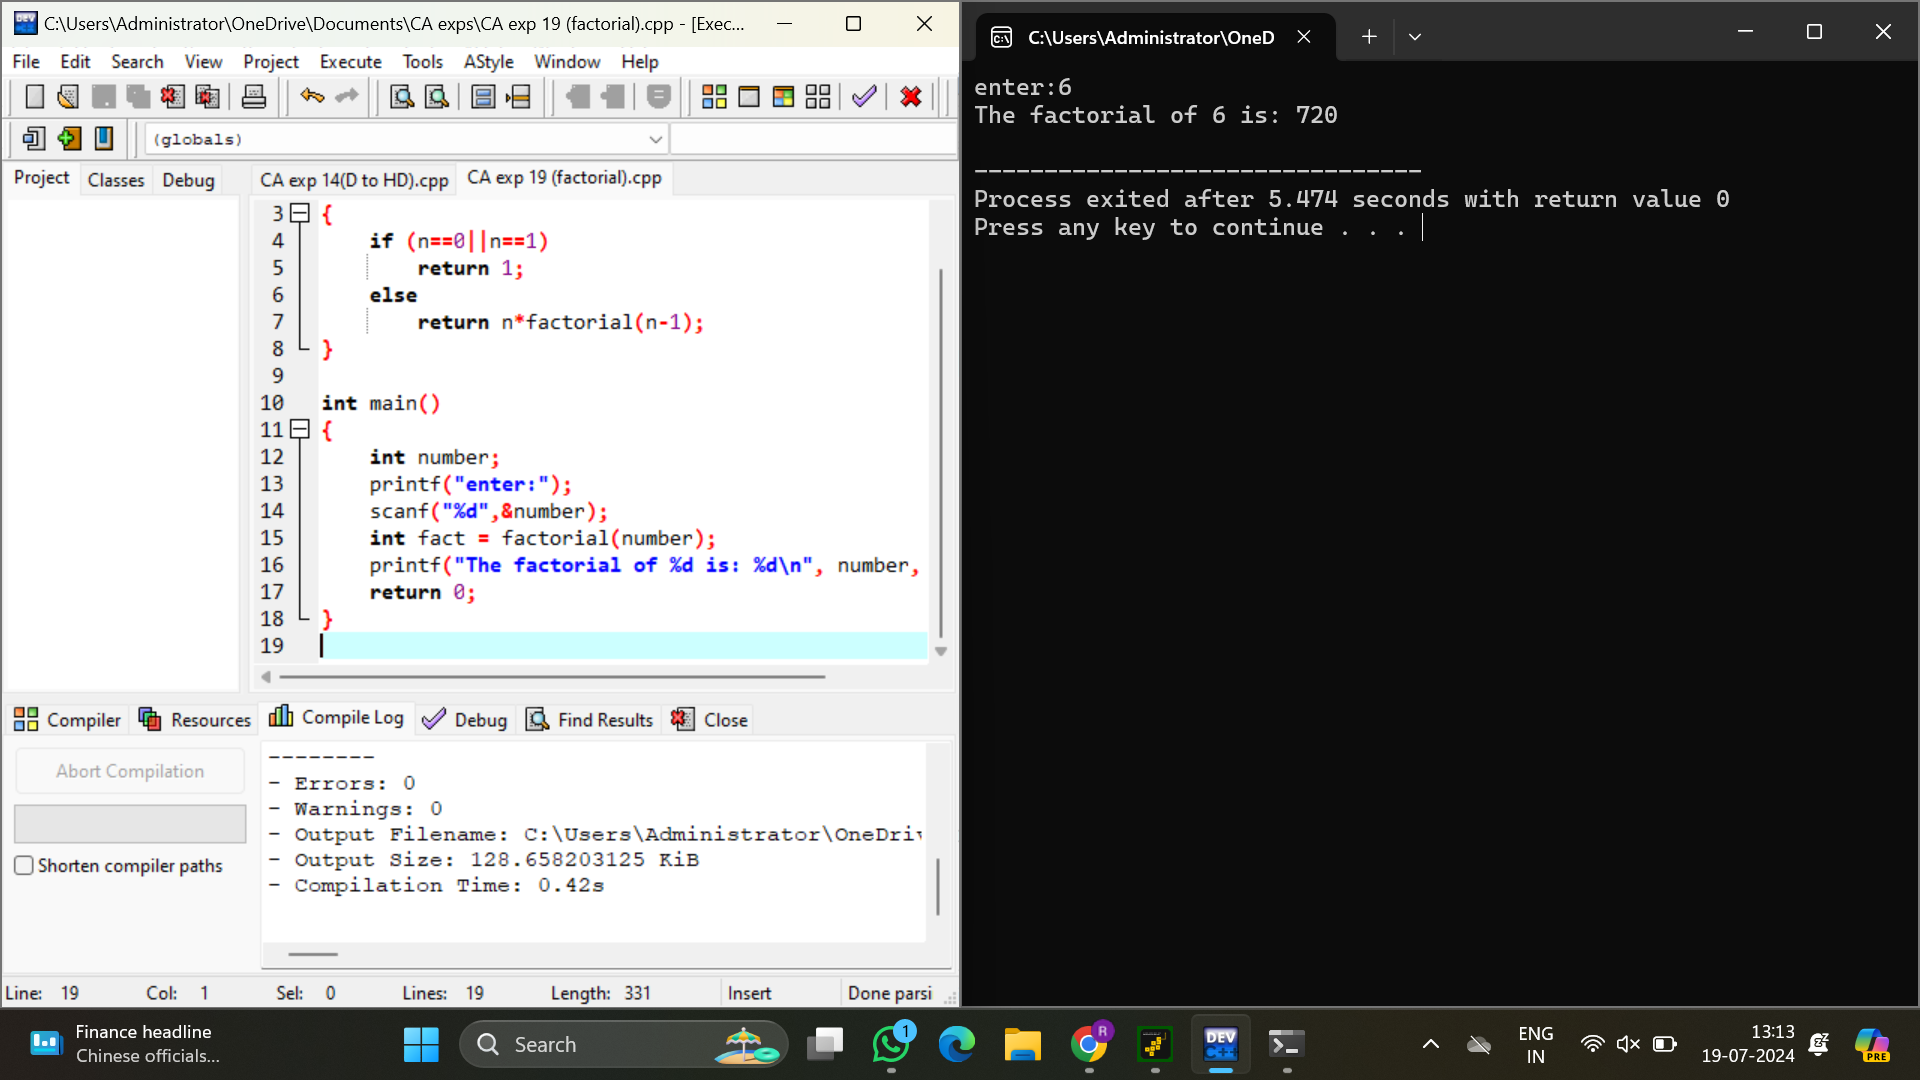 C:\Users\Administrator\OneDrive\Documents\CA exps\CA exp 19 (factorial).cpp - [Exec...
File Edit Search View Project Execute Tools AStyle Window Help
(globals)
Project Classes Debug
CA exp 14(D to HD).cpp CA exp 19 (factorial).cpp
3 {
4 if (n==0||n==1)
5 return 1;
6 else
7 return n*factorial(n-1);
8 }
9
10 int main()
11 {
12 int number;
13 printf("enter:");
14 scanf("%d",&number);
15 int fact = factorial(number);
16 printf("The factorial of %d is: %d\n", number,
17 return 0;
18 }
19
Compiler Resources Compile Log Debug Find Results Close
Abort Compilation
Shorten compiler paths
--------
- Errors: 0
- Warnings: 0
- Output Filename: C:\Users\Administrator\OneDriv
- Output Size: 128.658203125 KiB
- Compilation Time: 0.42s
Line: 19 Col: 1 Sel: 0 Lines: 19 Length: 331 Insert Done parsi
C:\Users\Administrator\OneD
enter:6
The factorial of 6 is: 720
--------------------------------
Process exited after 5.474 seconds with return value 0
Press any key to continue . . .
Finance headline
Chinese officials...
Search
1
R
DEV
C++
ENG
IN
13:13
19-07-2024
PRE